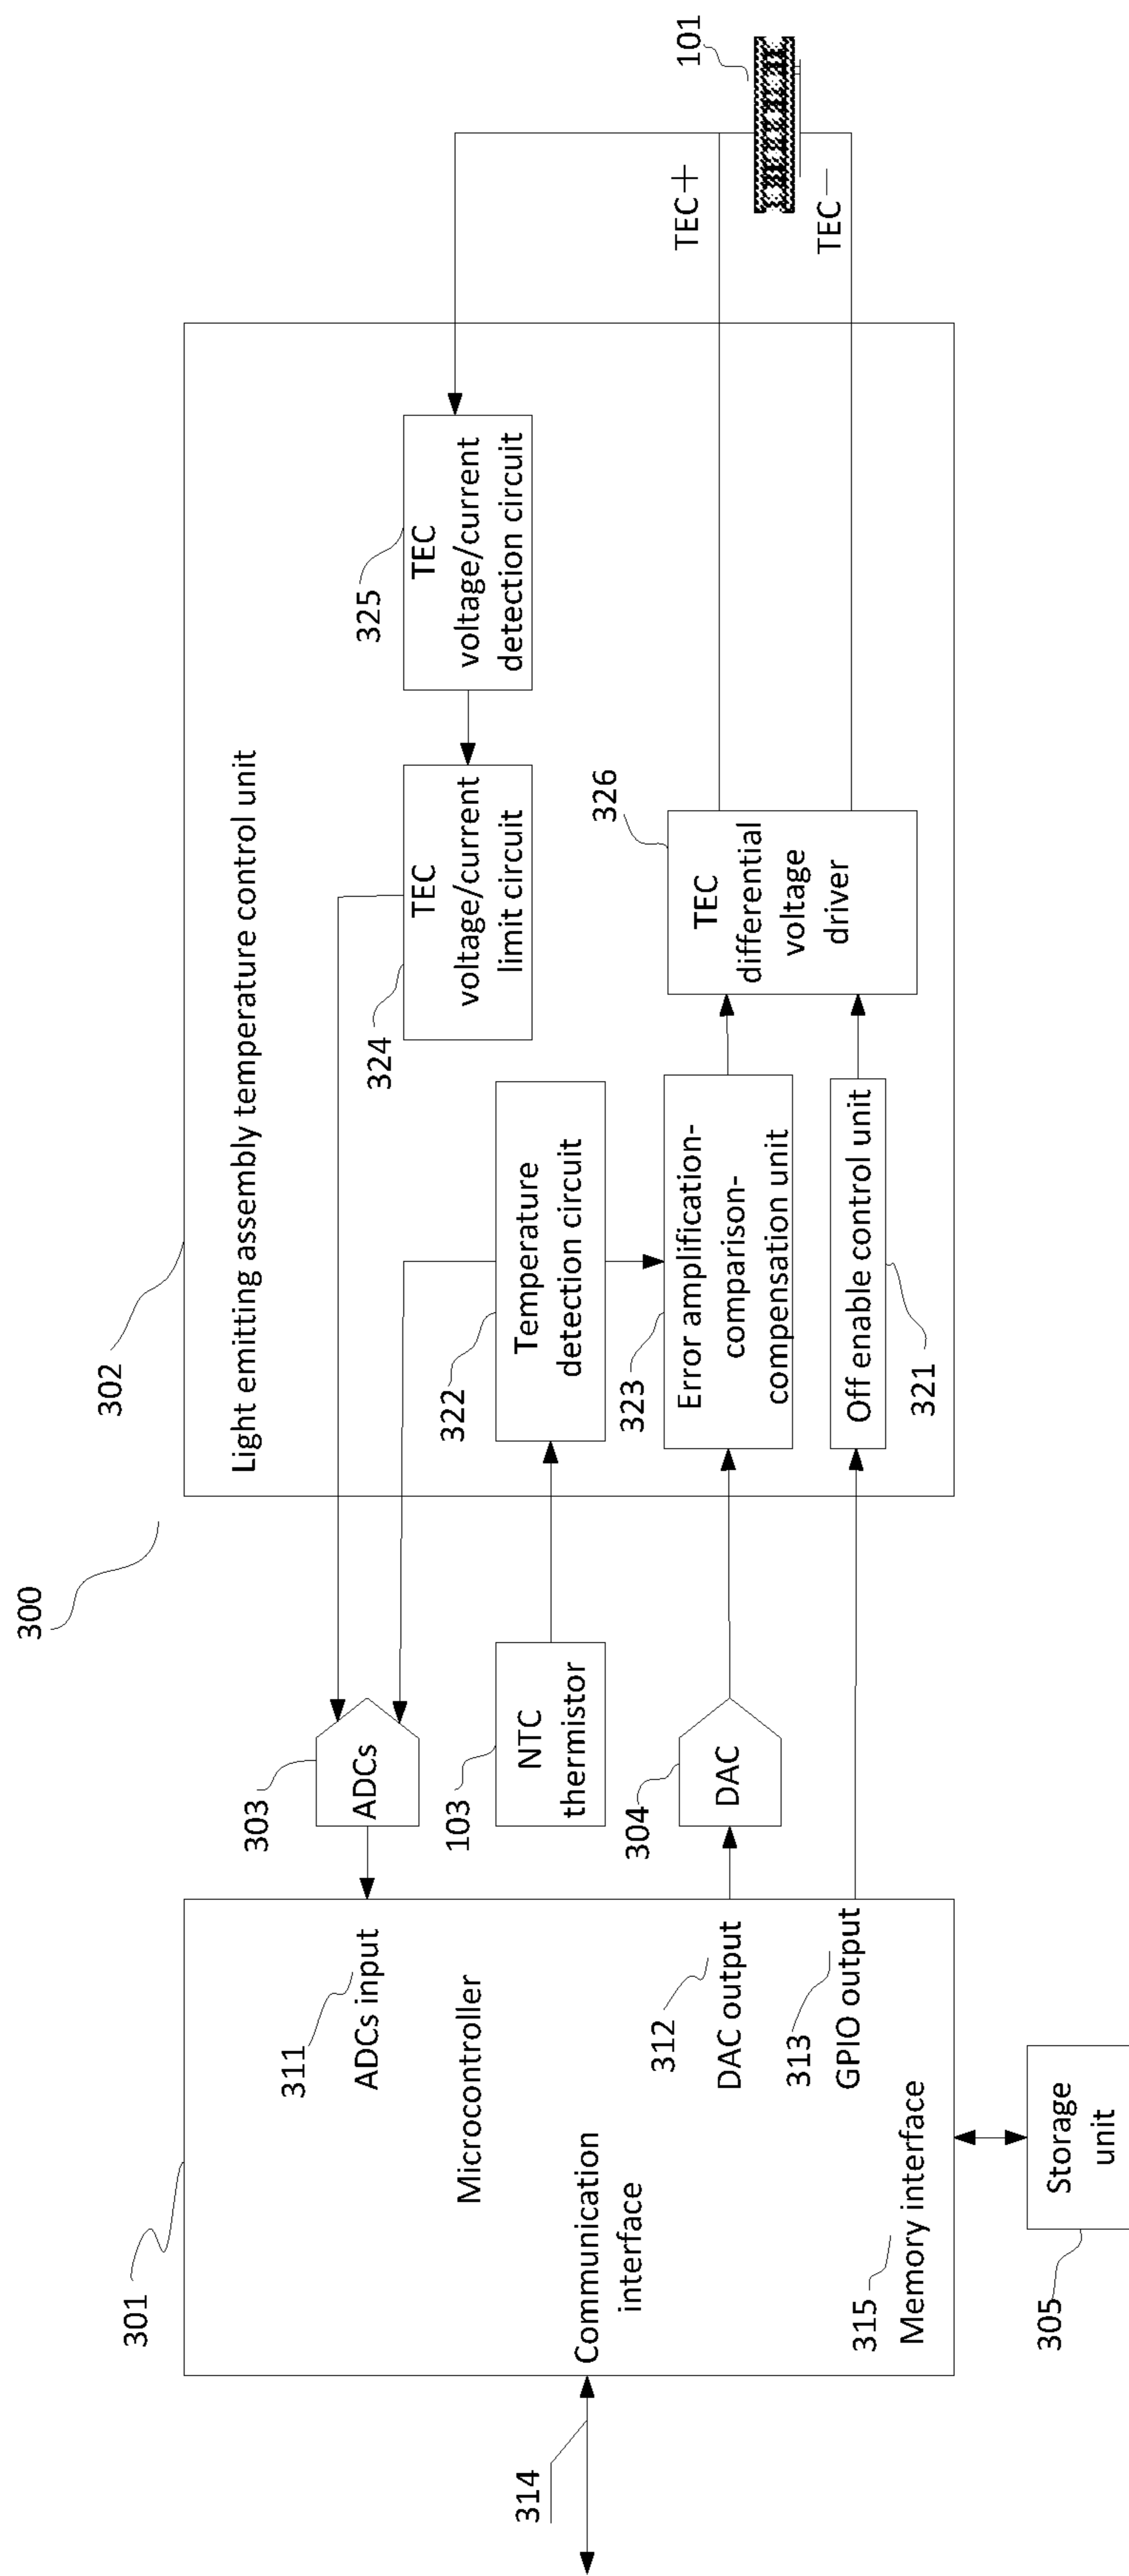 300
301
302
Light emitting assembly temperature control unit
303
ADCs
311
ADCs input
Microcontroller
103
NTC
thermistor
322
Temperature
detection circuit
324
TEC
voltage/current
limit circuit
325
TEC
voltage/current
detection circuit
314
Communication
interface
312
DAC output
304
DAC
323
Error amplification-
comparison-
compensation unit
326
TEC
differential
voltage
driver
TEC+
101
TEC—
313
GPIO output
Off enable control unit
321
315
Memory interface
305
Storage
unit